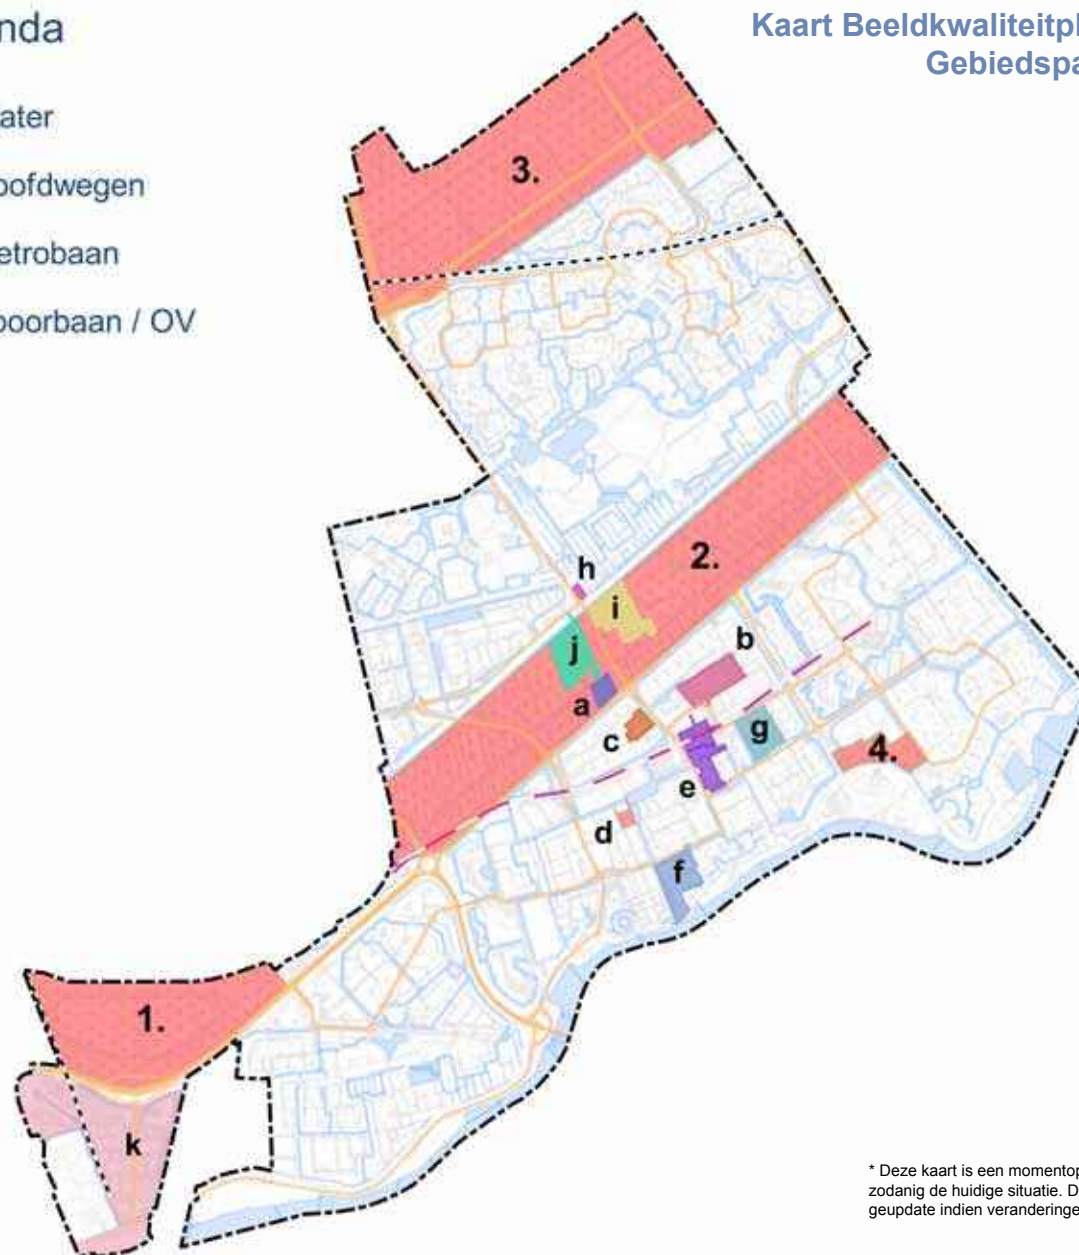 nda
ater
oofdwegen
etrobaan
poorbaan / OV
Kaart Beeldkwaliteitpl
Gebiedspa
3.
2.
h
i
j
b
a
c
g
4.
e
d
f
1.
k
* Deze kaart is een momentop
zodanig de huidige situatie. D
geupdate indien veranderinge